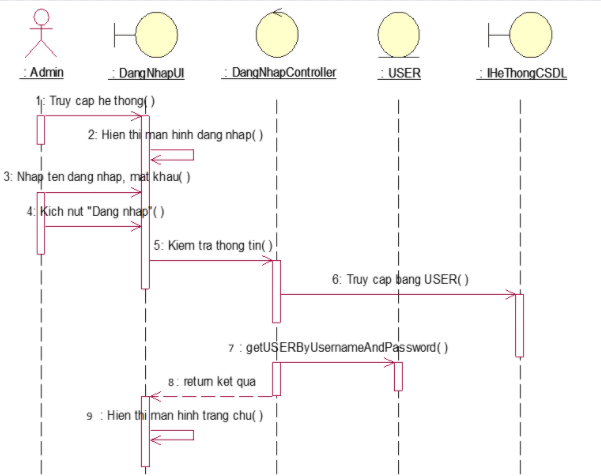 : Admin
: DangNhapUI
: DangNhapController
: USER
: IHeThongCSDL
1: Truy cap he thong( )
2: Hien thi man hinh dang nhap( )
3: Nhap ten dang nhap, mat khau( )
4: Kich nut "Dang nhap"( )
5: Kiem tra thong tin( )
6: Truy cap bang USER( )
7 : getUSERByUsernameAndPassword( )
8 : return ket qua
9 : Hien thi man hinh trang chu( )